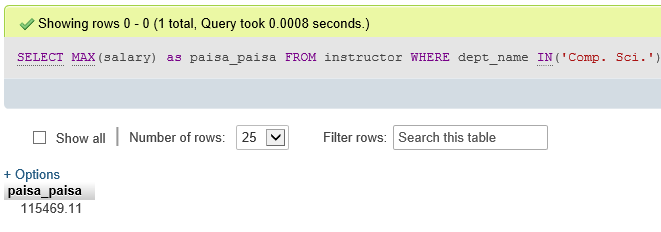 Showing rows 0 - 0 (1 total, Query took 0.0008 seconds.)
SELECT MAX(salary) as paisa_paisa FROM instructor WHERE dept_name IN('Comp. Sci.')
Show all | Number of rows: 25 Filter rows: Search this table
+ Options
paisa_paisa
115469.11